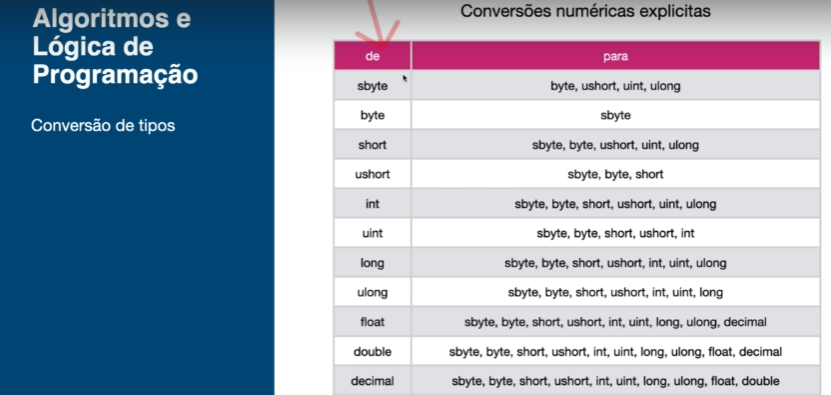 Algoritmos e
Lógica de
Programação
Conversão de tipos
Conversões numéricas explicitas
de para
sbyte byte, ushort, uint, ulong
byte sbyte
short sbyte, byte, ushort, uint, ulong
ushort sbyte, byte, short
int sbyte, byte, short, ushort, uint, ulong
uint sbyte, byte, short, ushort, int
long sbyte, byte, short, ushort, int, uint, ulong
ulong sbyte, byte, short, ushort, int, uint, long
float sbyte, byte, short, ushort, int, uint, long, ulong, decimal
double sbyte, byte, short, ushort, int, uint, long, ulong, float, decimal
decimal sbyte, byte, short, ushort, int, uint, long, ulong, float, double